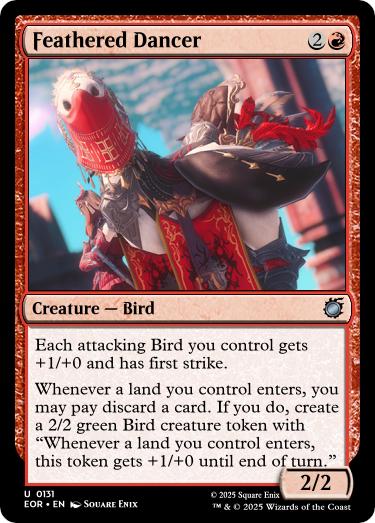 Feathered Dancer 2
Creature — Bird
Each attacking Bird you control gets
+1/+0 and has first strike.
Whenever a land you control enters, you
may pay discard a card. If you do, create
a 2/2 green Bird creature token with
“Whenever a land you control enters,
this token gets +1/+0 until end of turn.”
2/2
U 0131
EOR • EN SQUARE ENIX
© 2025 Square Enix
™ & © 2025 Wizards of the Coast